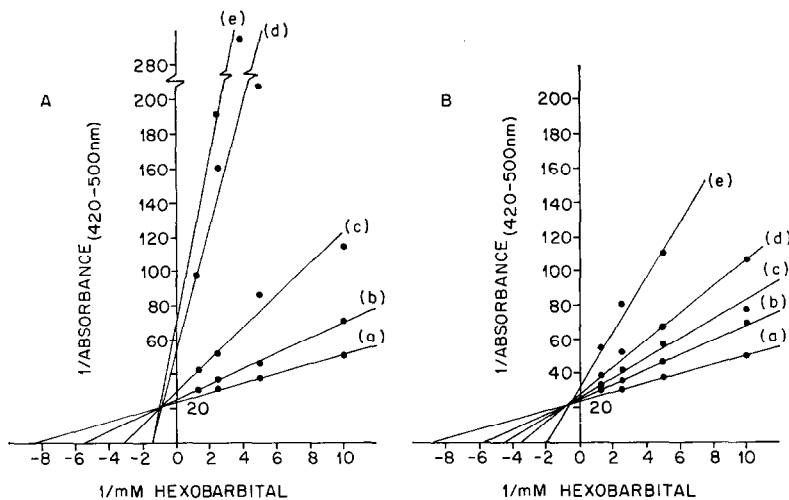 A
1/ABSORBANCE(420-500nm)
280
200
180
160
140
120
100
80
60
20
(e)
(d)
(c)
(b)
(a)
-8 -6 -4 -2 0 2 4 6 8 10
1/mM HEXOBARBITAL
B
1/ABSORBANCE(420-500nm)
200
180
160
140
120
100
80
60
40
20
(e)
(d)
(c)
(b)
(a)
-8 -6 -4 -2 0 2 4 6 8 10
1/mM HEXOBARBITAL